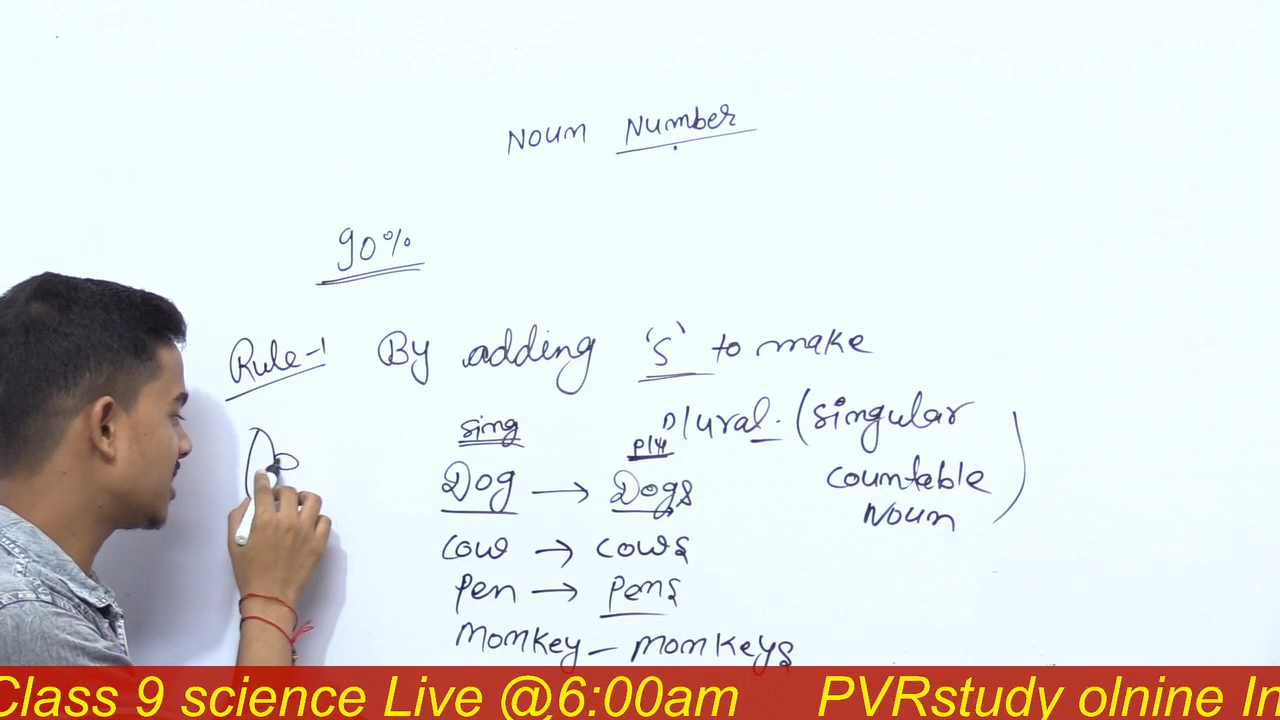 Noun Number
90%
Rule-1 By adding 's' to make
Plural. (singular
countable
Noun)
sing plu
Dog → Dogs
cow → cows
Pen → Pens
Monkey – monkeys
Class 9 science Live @6:00am PVRstudy olnine In